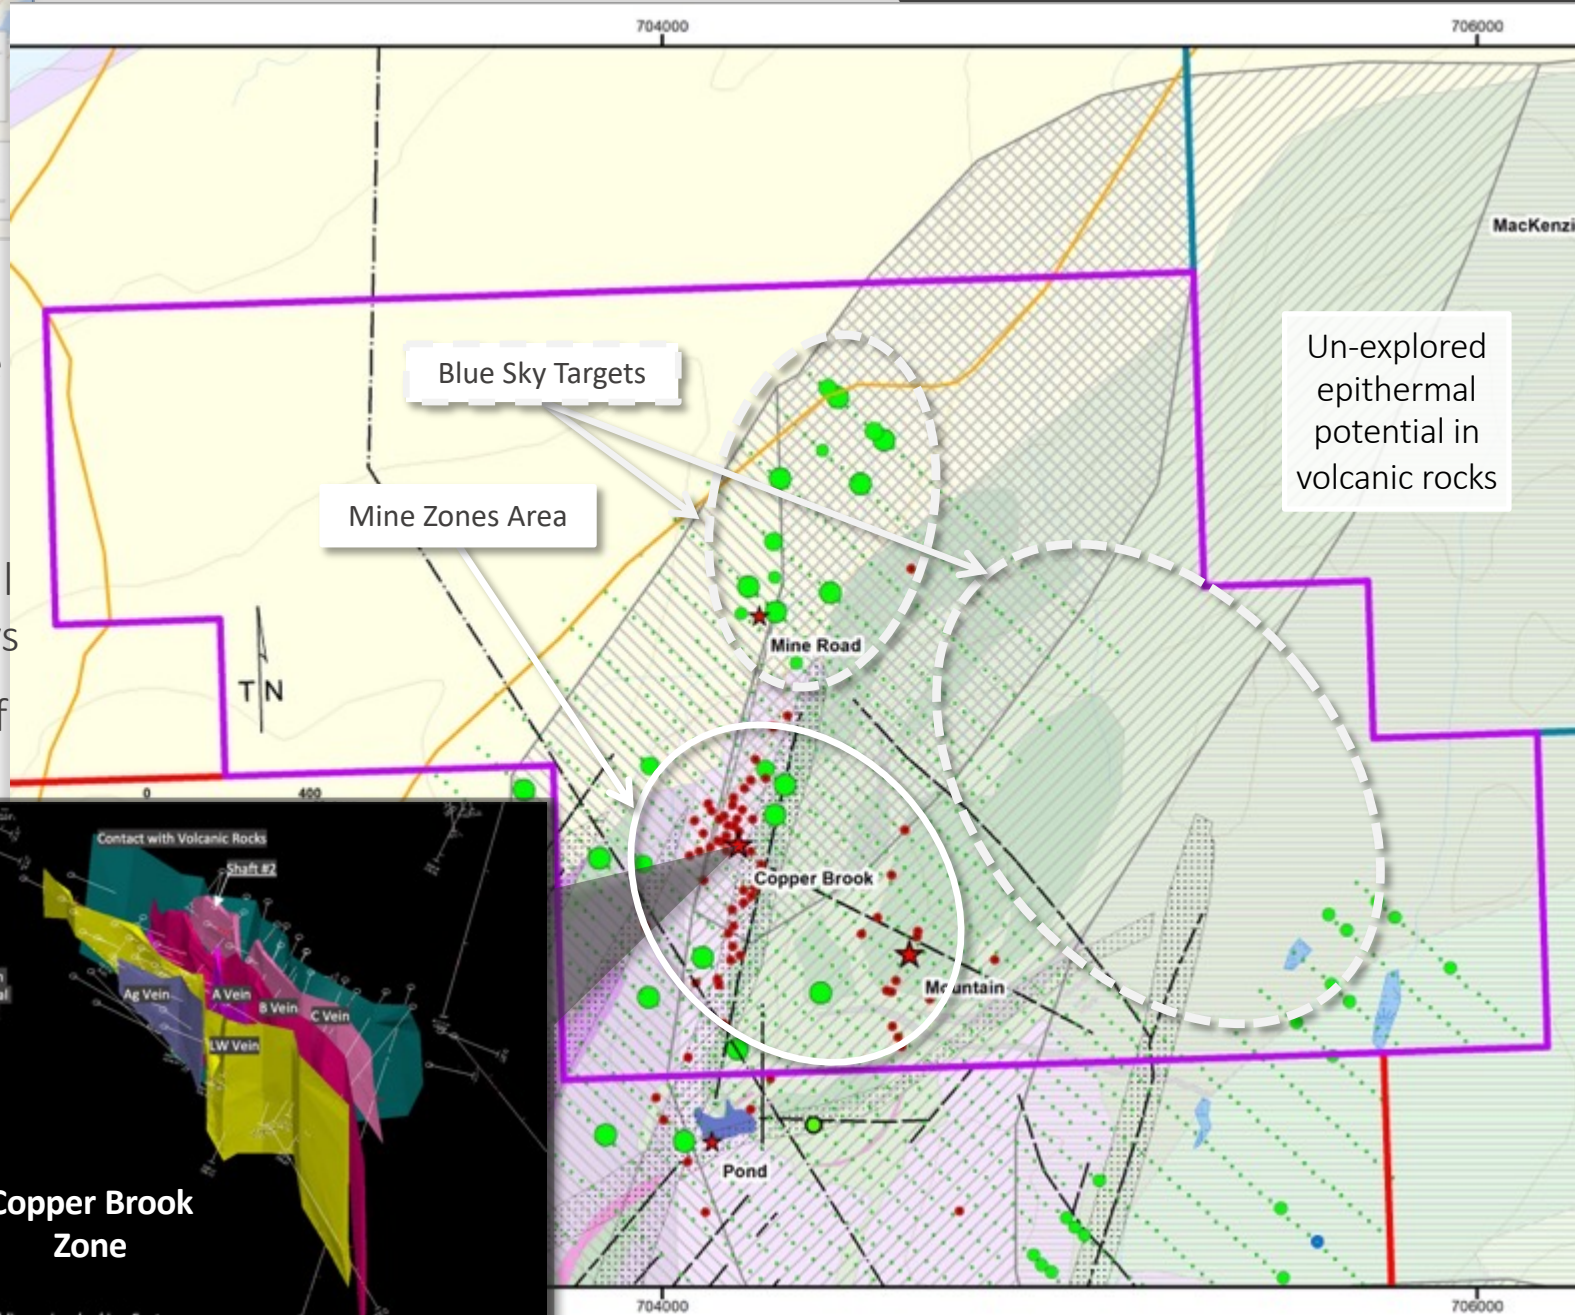 704000
706000
MacKenzi
Un-explored
epithermal
potential in
volcanic rocks
Blue Sky Targets
Mine Zones Area
l
's
f
T N
Mine Road
0 400
Copper Brook
Mountain
Pond
Contact with Volcanic Rocks
Shaft #2
Ag Vein
A Vein
B Vein
C Vein
LW Vein
Copper Brook
Zone
704000
706000